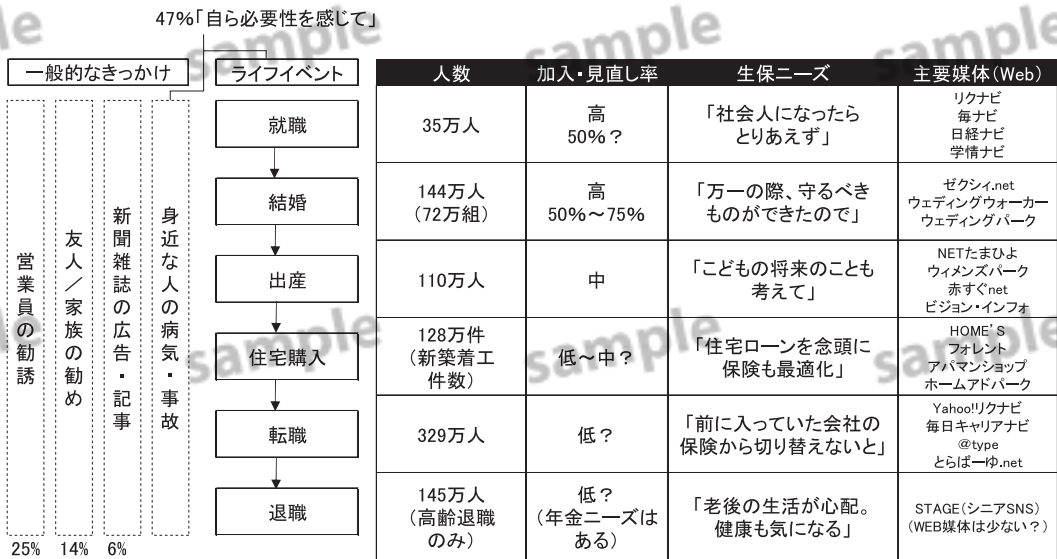 47%「自ら必要性を感じて」
一般的なきっかけ
ライフイベント
営業員の勧誘
友人／家族の勧め
新聞雑誌の広告・記事
身近な人の病気・事故
25%
14%
6%
人数
加入・見直し率
生保ニーズ
主要媒体(Web)
就職
35万人
高
50%？
「社会人になったら
とりあえず」
リクナビ
毎ナビ
日経ナビ
学情ナビ
結婚
144万人
(72万組)
高
50%～75%
「万一の際、守るべき
ものができたので」
ゼクシィ.net
ウェディングウォーカー
ウェディングパーク
出産
110万人
中
「こどもの将来のことも
考えて」
NETたまひよ
ウィメンズパーク
赤すぐnet
ビジョン・インフォ
住宅購入
128万件
(新築着工
件数)
低～中？
「住宅ローンを念頭に
保険も最適化」
HOME'S
フォレント
アパマンショップ
ホームアドパーク
転職
329万人
低？
「前に入っていた会社の
保険から切り替えないと」
Yahoo!リクナビ
毎日キャリアナビ
@type
とらばーゆ.net
退職
145万人
(高齢退職
のみ)
低？
(年金ニーズは
ある)
「老後の生活が心配。
健康も気になる」
STAGE(シニアSNS)
(WEB媒体は少ない？)
sample
sample
sample
sample
sample
sample